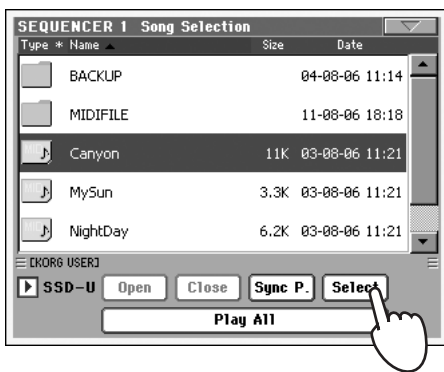 SEQUENCER 1 Song Selection
Type * Name Size Date
BACKUP 04-08-06 11:14
MIDIFILE 11-08-06 18:18
Canyon 11K 03-08-06 11:21
MySun 3.3K 03-08-06 11:21
NightDay 6.2K 03-08-06 11:21
[KORG USER]
SSD-U Open Close Sync P. Select
Play All